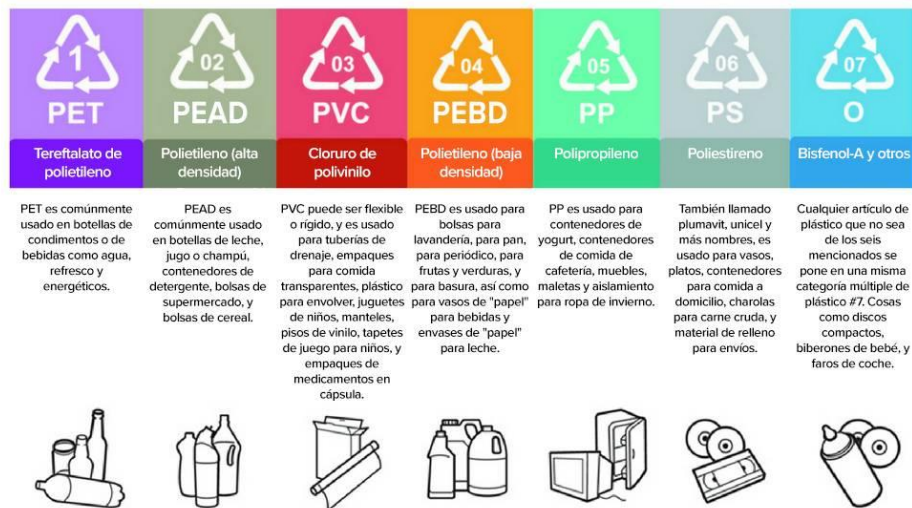 1
PET
Tereftalato de
polietileno
PET es comúnmente
usado en botellas de
condimentos o de
bebidas como agua,
refresco y
energéticos.
02
PEAD
Polietileno (alta
densidad)
PEAD es
comúnmente usado
en botellas de leche,
jugo o champú,
contenedores de
detergente, bolsas de
supermercado, y
bolsas de cereal.
03
PVC
Cloruro de
polivinilo
PVC puede ser flexible
o rígido, y es usado
para tuberías de
drenaje, empaques
para comida
transparentes, plástico
para envolver, juguetes
de niños, manteles,
pisos de vinilo, tapetes
de juego para niños, y
empaques de
medicamentos en
cápsula.
04
PEBD
Polietileno (baja
densidad)
PEBD es usado para
bolsas para
lavandería, para pan,
para periódico, para
frutas y verduras, y
para basura, así como
para vasos de "papel"
para bebidas y
envases de "papel"
para leche.
05
PP
Polipropileno
PP es usado para
contenedores de
yogurt, contenedores
de comida de
cafetería, muebles,
maletas y aislamiento
para ropa de invierno.
06
PS
Poliestireno
También llamado
plumavit, unicel y
más nombres, es
usado para vasos,
platos, contenedores
para comida a
domicilio, charolas
para carne cruda, y
material de relleno
para envíos.
07
O
Bisfenol-A y otros
Cualquier artículo de
plástico que no sea
de los seis
mencionados se
pone en una misma
categoría múltiple de
plástico #7. Cosas
como discos
compactos,
biberones de bebé, y
faros de coche.